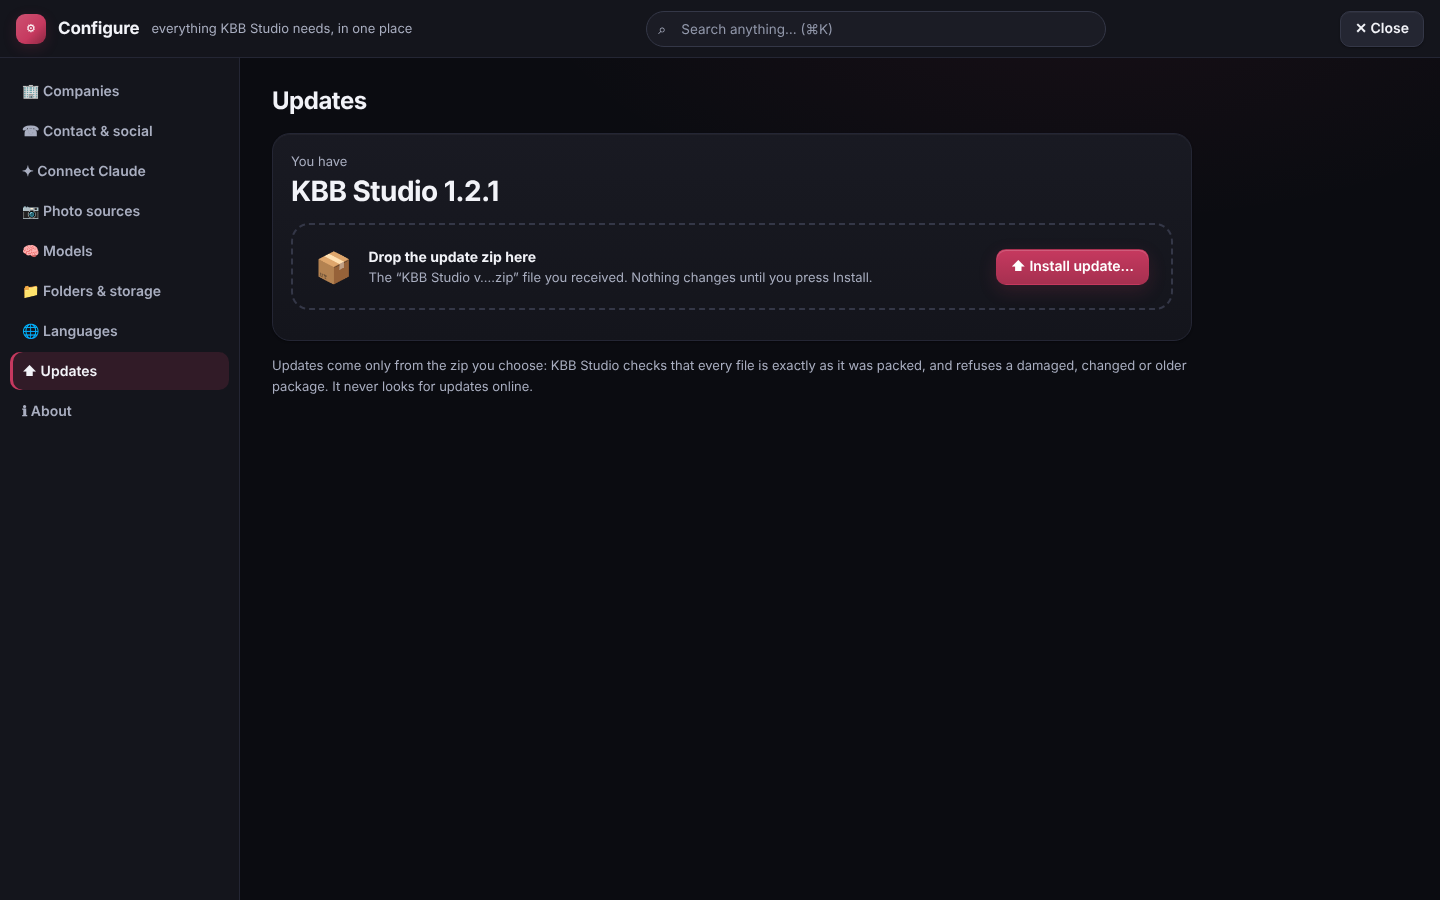 Configure everything KBB Studio needs, in one place
Search anything... (⌘K)
✕ Close
Companies
Contact & social
Connect Claude
Photo sources
Models
Folders & storage
Languages
Updates
About
Updates
You have
KBB Studio 1.2.1
Drop the update zip here
The “KBB Studio v....zip” file you received. Nothing changes until you press Install.
Install update...
Updates come only from the zip you choose: KBB Studio checks that every file is exactly as it was packed, and refuses a damaged, changed or older
package. It never looks for updates online.